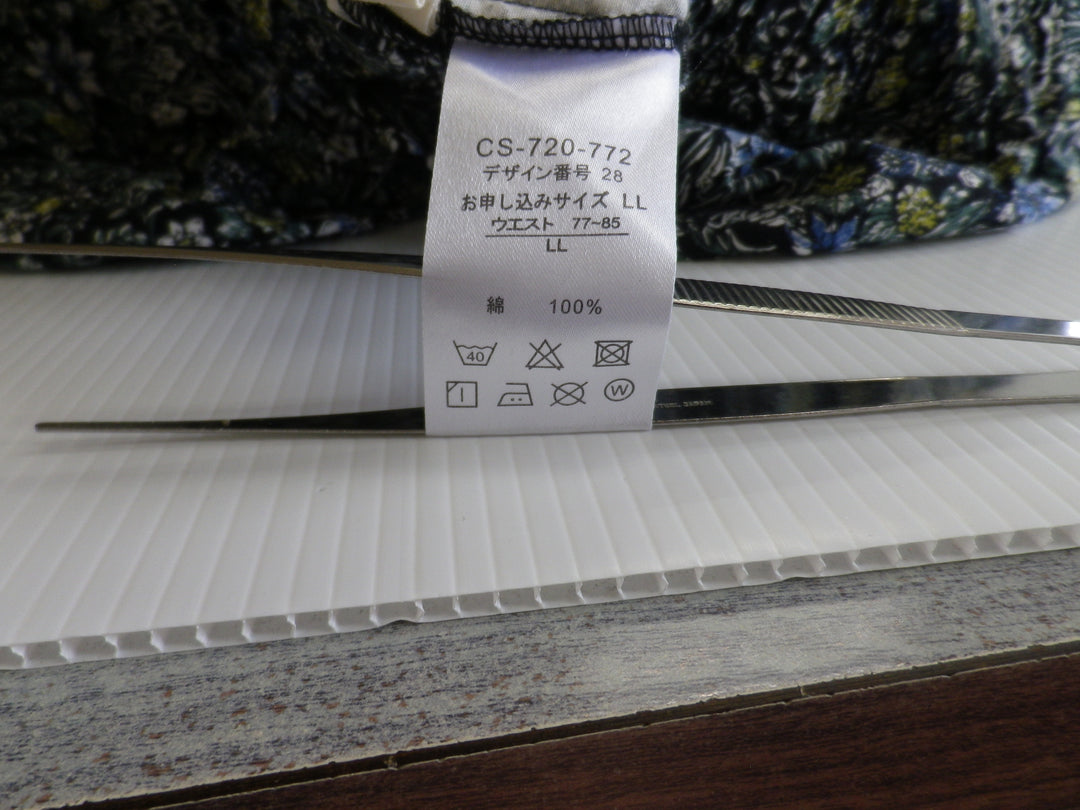 CS-720-772
デザイン番号 28
お申し込みサイズ LL
ウエスト 77~85
LL
綿 100%
40
W